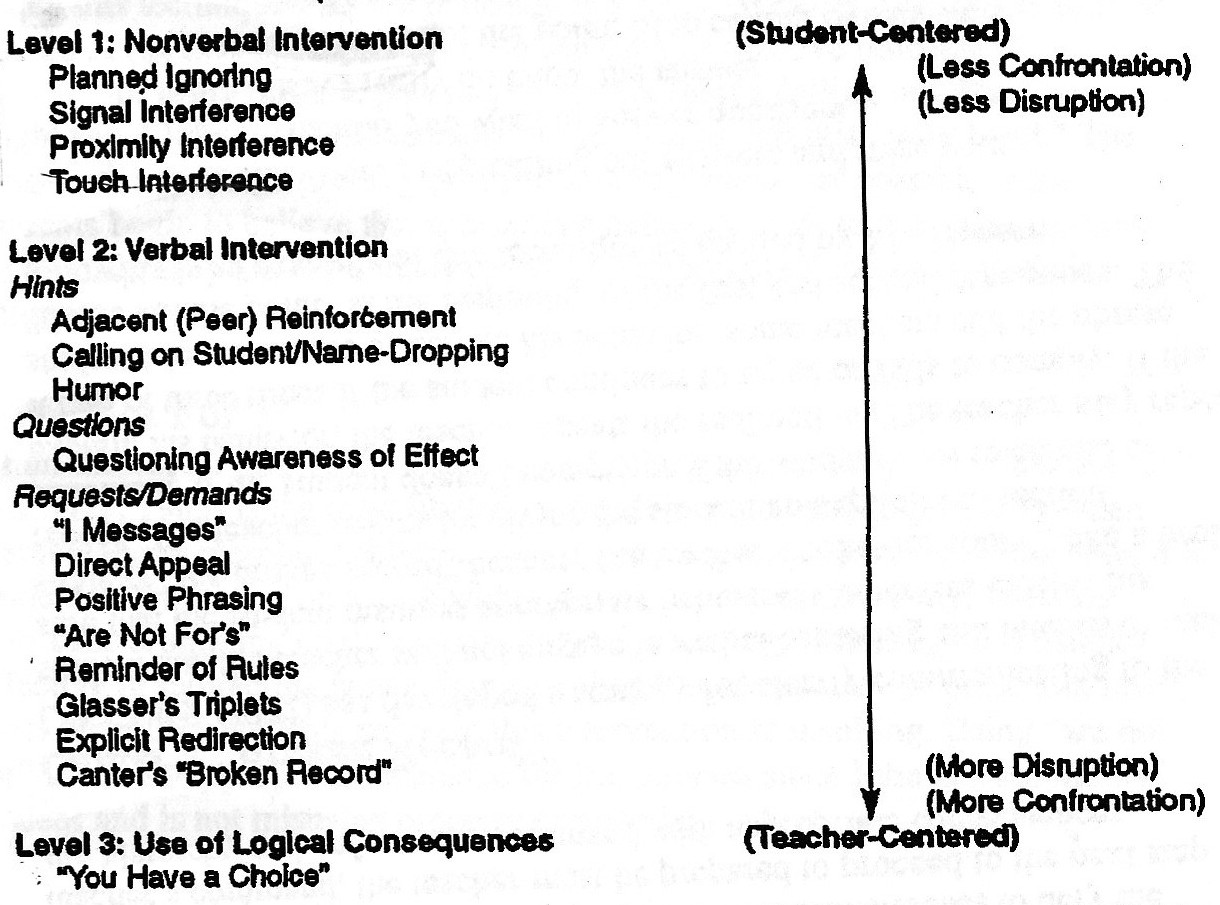 Level 1: Nonverbal Intervention
Planned Ignoring
Signal Interference
Proximity Interference
Touch Interference
Level 2: Verbal Intervention
Hints
Adjacent (Peer) Reinforcement
Calling on Student/Name-Dropping
Humor
Questions
Questioning Awareness of Effect
Requests/Demands
"I Messages"
Direct Appeal
Positive Phrasing
"Are Not For's"
Reminder of Rules
Glasser's Triplets
Explicit Redirection
Canter's "Broken Record"
Level 3: Use of Logical Consequences
"You Have a Choice"
(Student-Centered)
(Less Confrontation)
(Less Disruption)
(More Disruption)
(More Confrontation)
(Teacher-Centered)